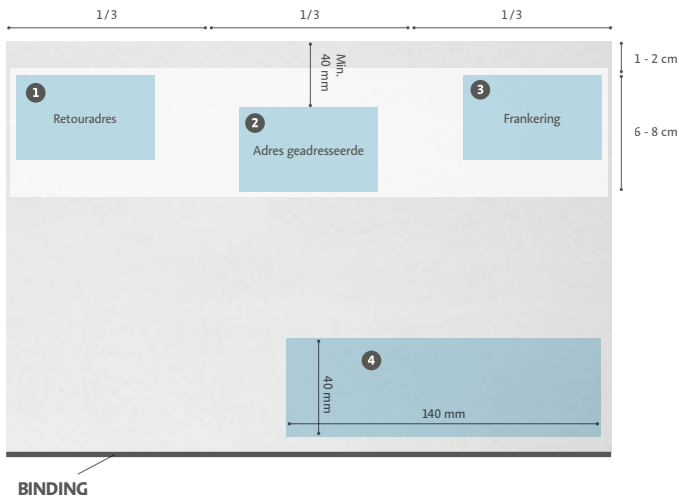 1/3
1/3
1/3
1 - 2 cm
Min.
40 mm
1
Retouradres
2
Adres geadresseerde
3
Frankering
6 - 8 cm
4
40 mm
140 mm
BINDING